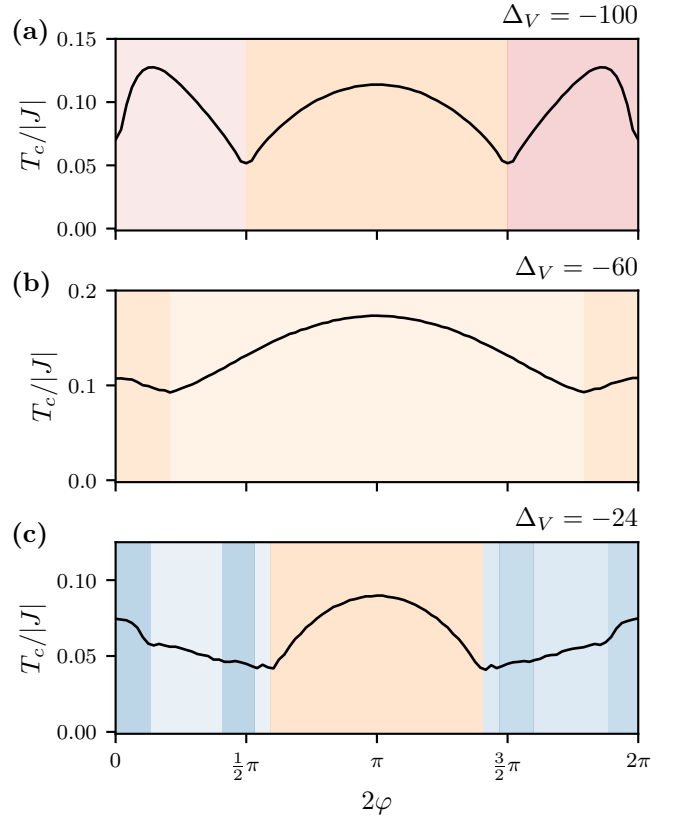 (a)
Δ_V = −100
T_c/|J|
0.15
0.10
0.05
0.00
(b)
Δ_V = −60
T_c/|J|
0.2
0.1
0.0
(c)
Δ_V = −24
T_c/|J|
0.10
0.05
0.00
0 ½π π 3/2π 2π
2φ